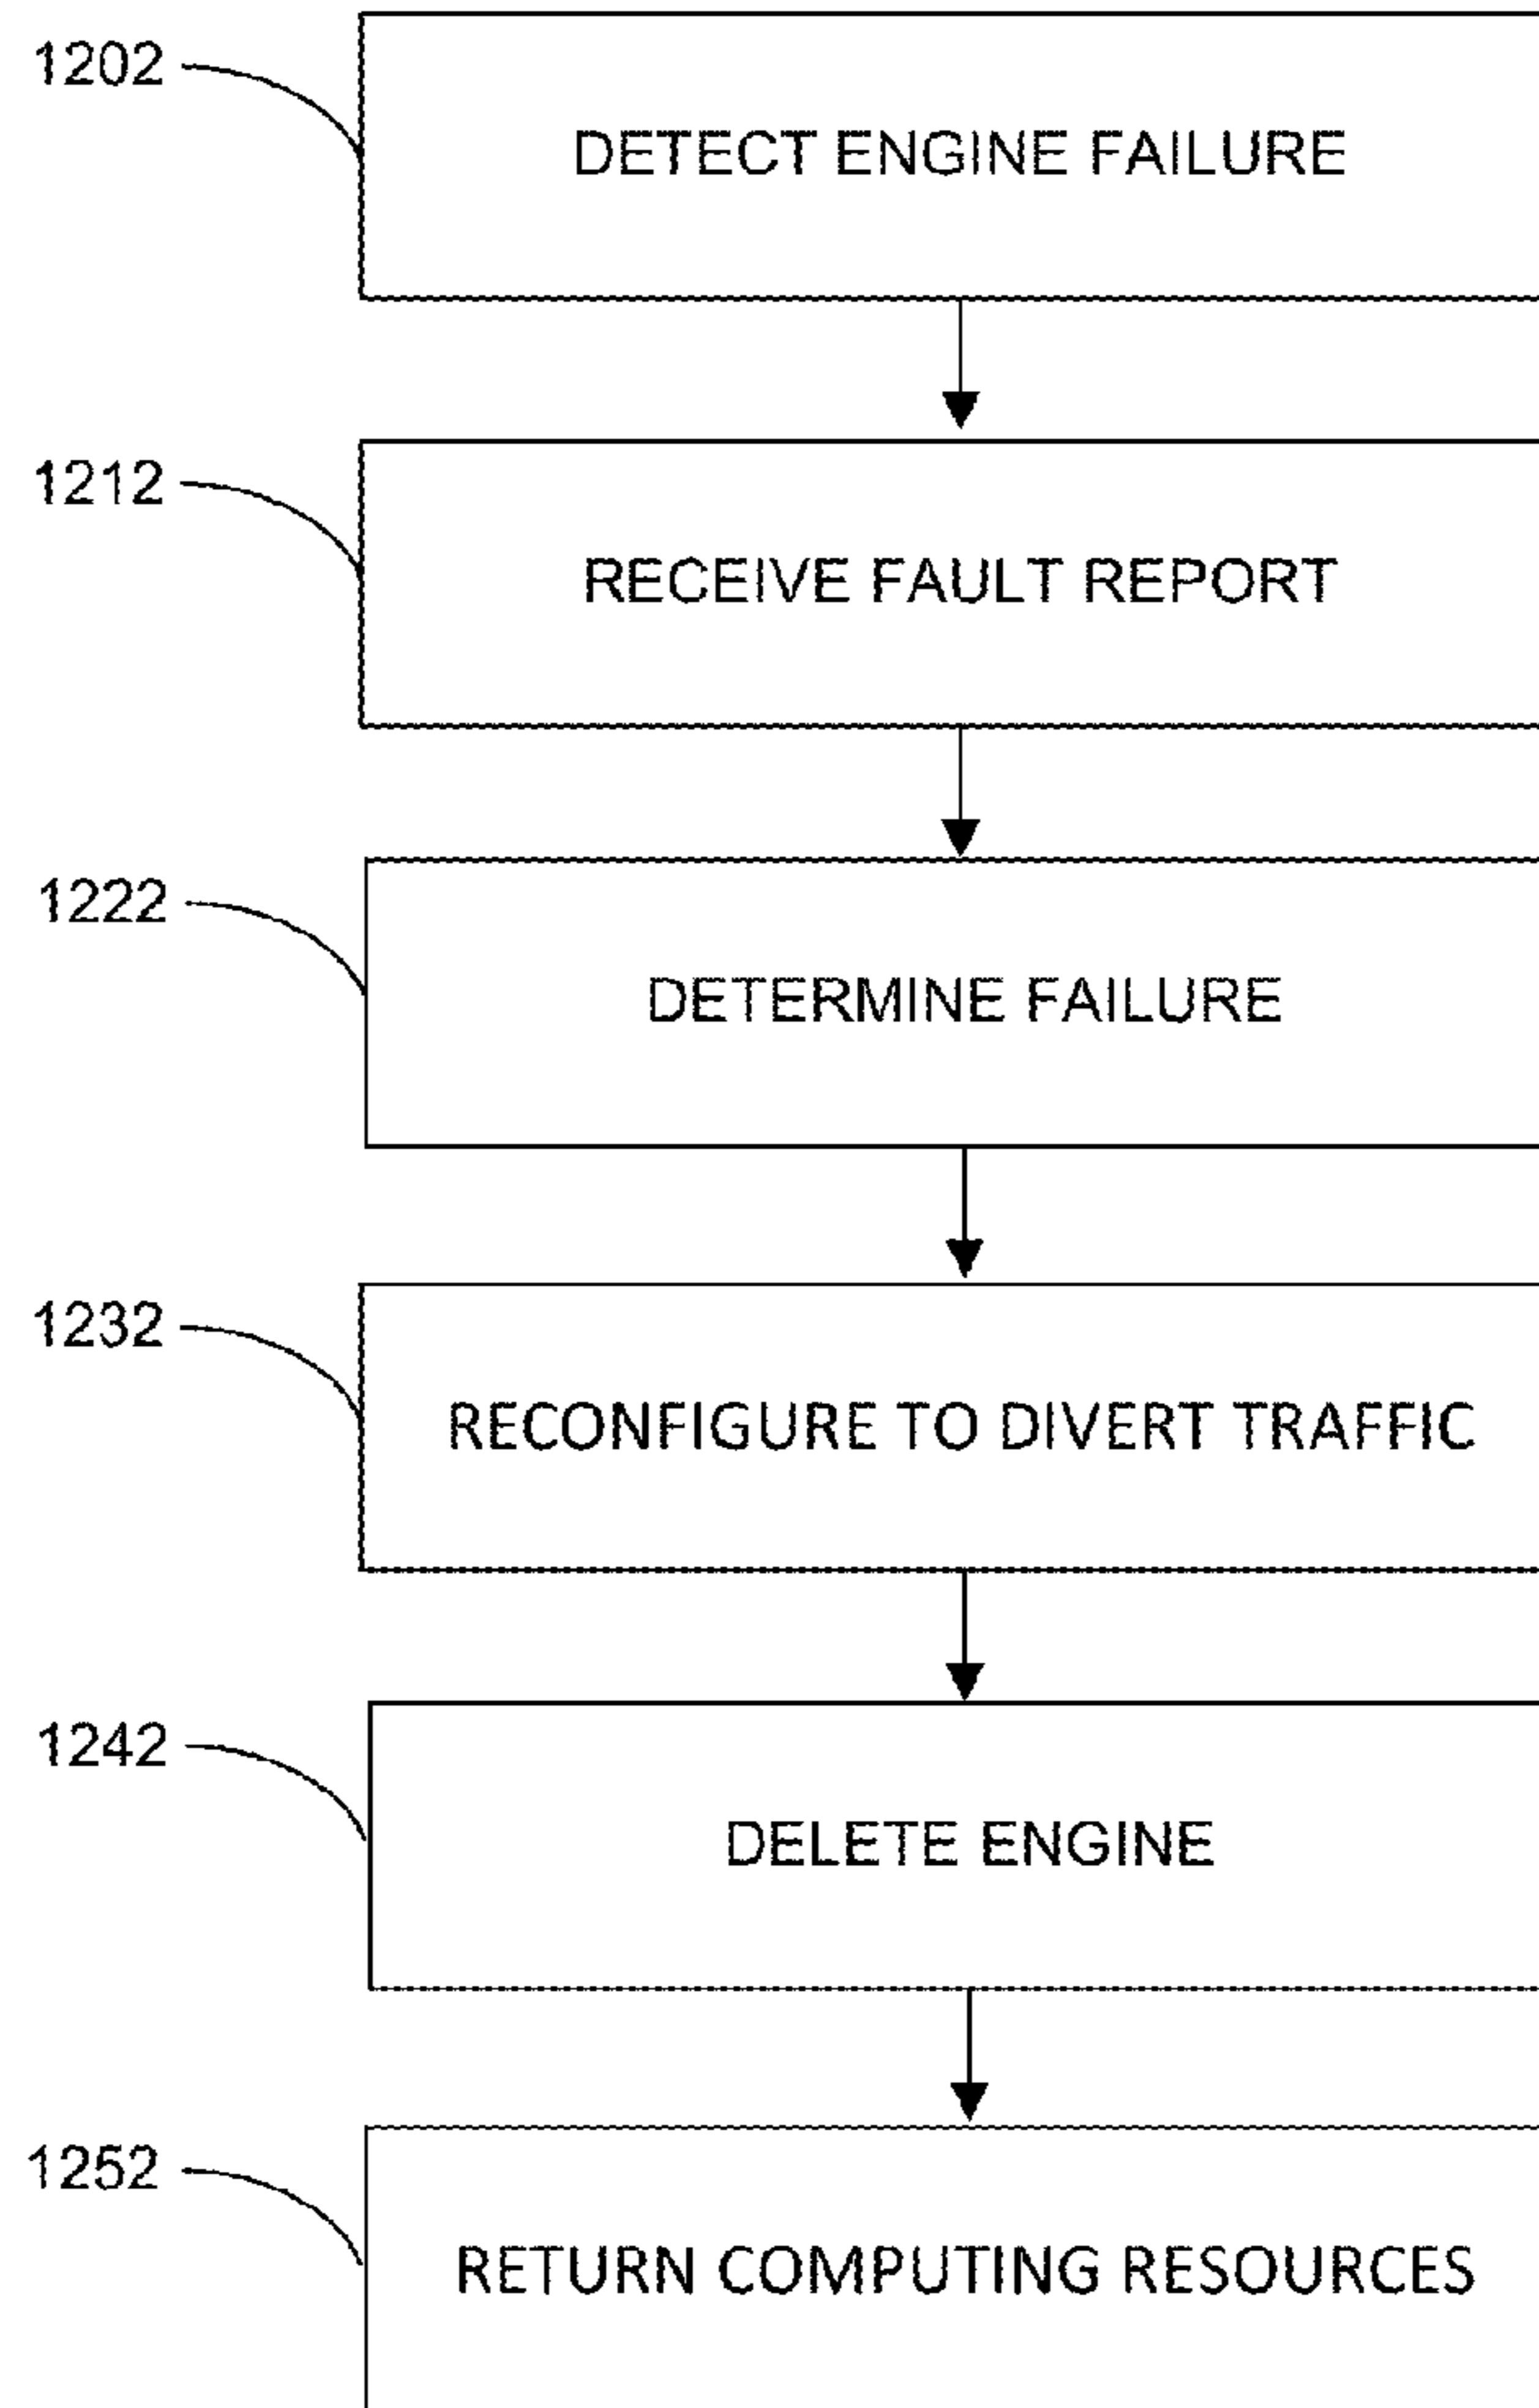 1202
DETECT ENGINE FAILURE
1212
RECEIVE FAULT REPORT
1222
DETERMINE FAILURE
1232
RECONFIGURE TO DIVERT TRAFFIC
1242
DELETE ENGINE
1252
RETURN COMPUTING RESOURCES